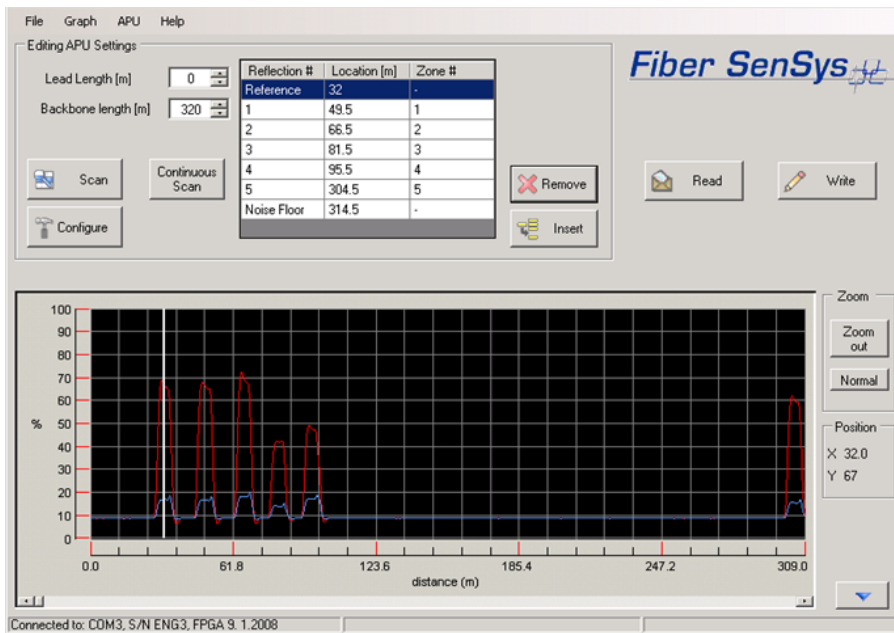 File Graph APU Help
Editing APU Settings
Lead Length [m] 0
Backbone length [m] 320
Scan
Continuous Scan
Configure
Reflection # Location [m] Zone #
Reference 32 -
1 49.5 1
2 66.5 2
3 81.5 3
4 95.5 4
5 304.5 5
Noise Floor 314.5 -
Remove
Insert
Fiber SenSys
Read
Write
100
90
80
70
60
50
40
30
20
10
0
%
0.0 61.8 123.6 185.4 247.2 309.0
distance (m)
Zoom
Zoom out
Normal
Position
X 32.0
Y 67
Connected to: COM3, S/N ENG3, FPGA 9. 1.2008